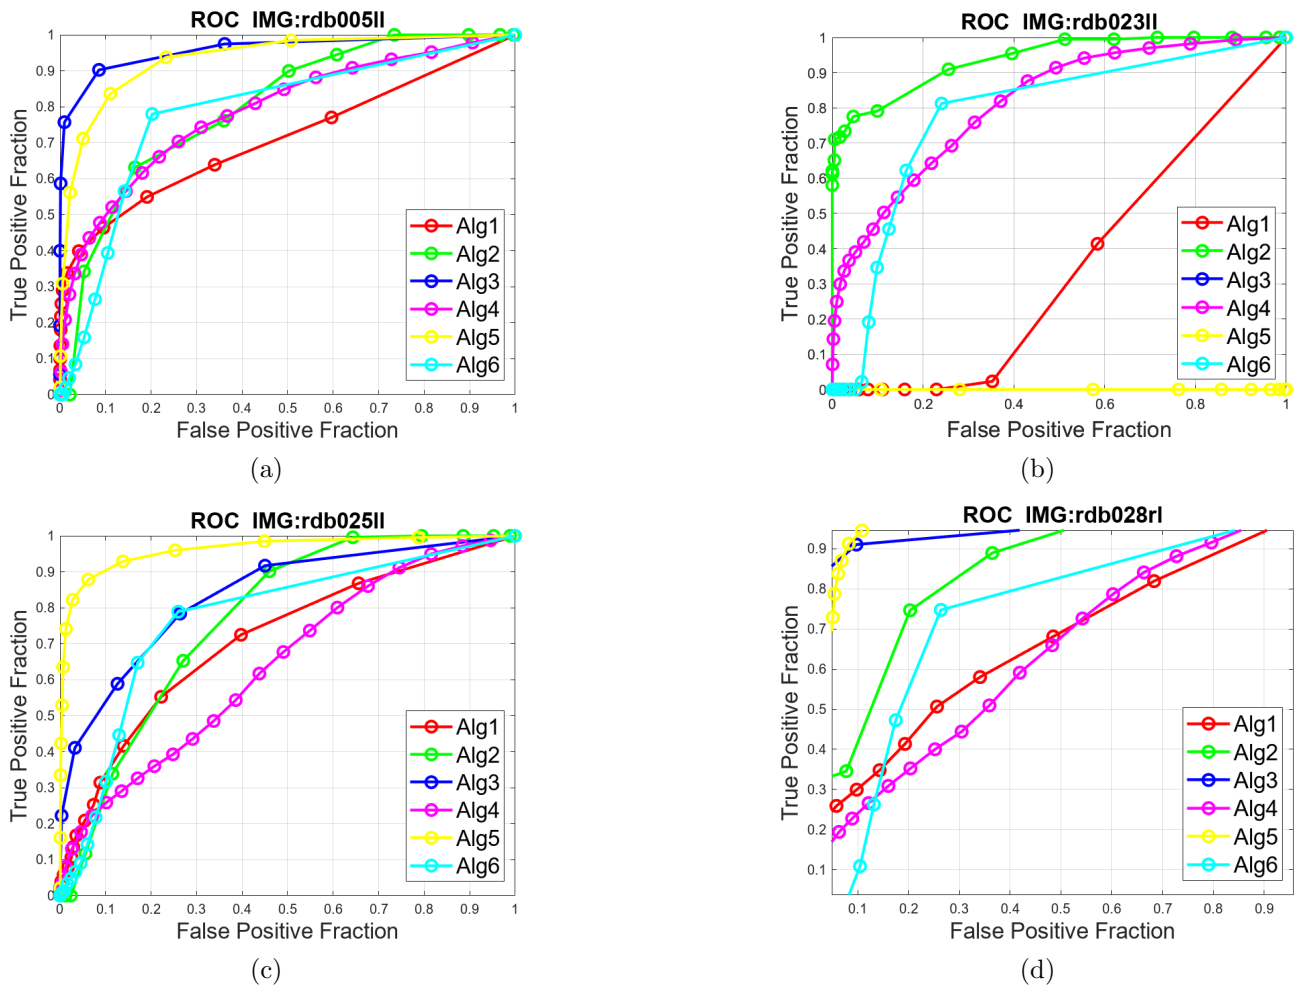 ROC IMG:rdb005ll
True Positive Fraction
1
0.9
0.8
0.7
0.6
0.5
0.4
0.3
0.2
0.1
0
0 0.1 0.2 0.3 0.4 0.5 0.6 0.7 0.8 0.9 1
False Positive Fraction
Alg1
Alg2
Alg3
Alg4
Alg5
Alg6
(a)
ROC IMG:rdb023ll
True Positive Fraction
1
0.9
0.8
0.7
0.6
0.5
0.4
0.3
0.2
0.1
0
0 0.2 0.4 0.6 0.8 1
False Positive Fraction
Alg1
Alg2
Alg3
Alg4
Alg5
Alg6
(b)
ROC IMG:rdb025ll
True Positive Fraction
1
0.9
0.8
0.7
0.6
0.5
0.4
0.3
0.2
0.1
0
0 0.1 0.2 0.3 0.4 0.5 0.6 0.7 0.8 0.9 1
False Positive Fraction
Alg1
Alg2
Alg3
Alg4
Alg5
Alg6
(c)
ROC IMG:rdb028rl
True Positive Fraction
0.9
0.8
0.7
0.6
0.5
0.4
0.3
0.2
0.1
0.1 0.2 0.3 0.4 0.5 0.6 0.7 0.8 0.9
False Positive Fraction
Alg1
Alg2
Alg3
Alg4
Alg5
Alg6
(d)